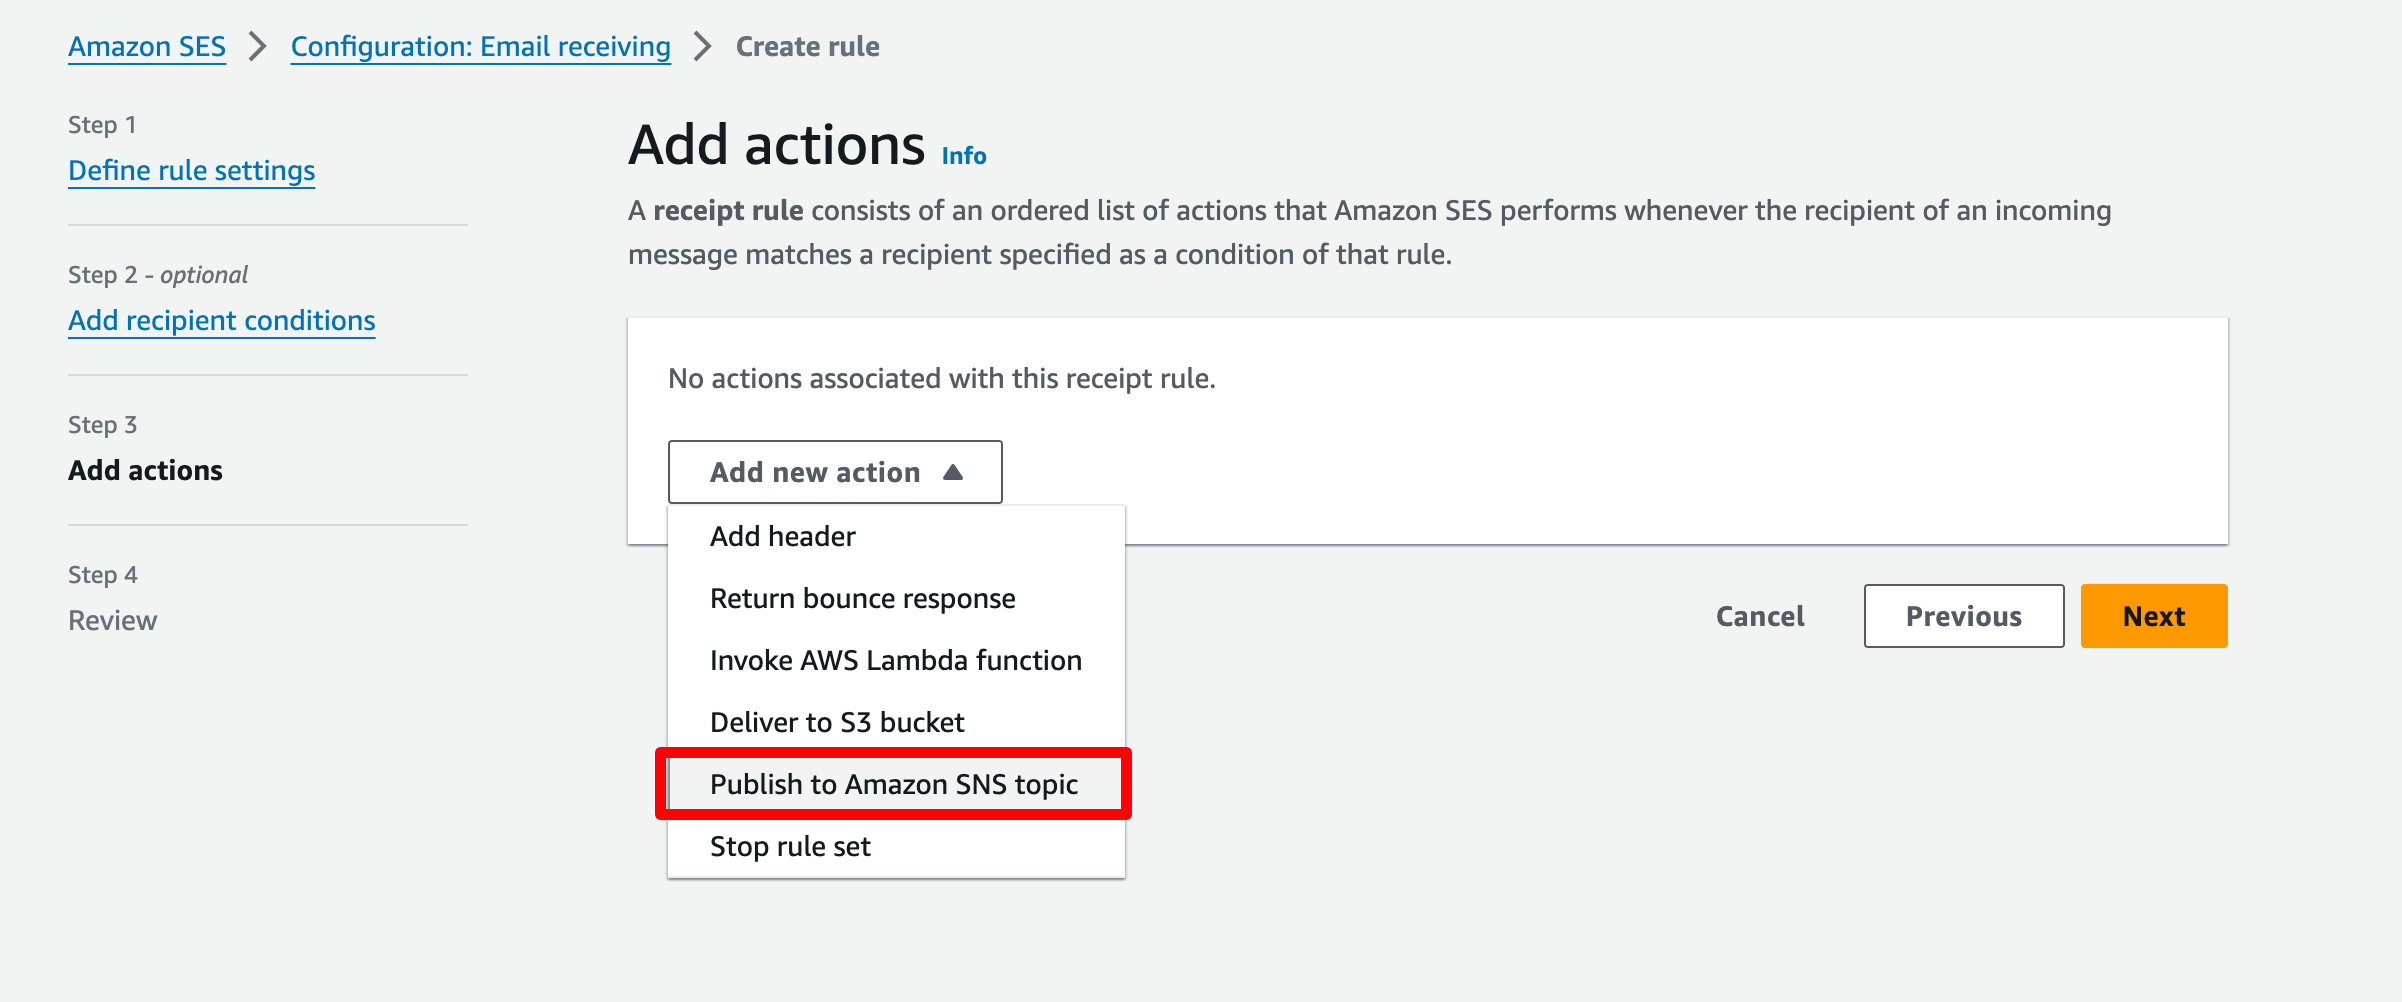 Amazon SES > Configuration: Email receiving > Create rule
Step 1
Define rule settings
Step 2 - optional
Add recipient conditions
Step 3
Add actions
Step 4
Review
Add actions Info
A receipt rule consists of an ordered list of actions that Amazon SES performs whenever the recipient of an incoming
message matches a recipient specified as a condition of that rule.
No actions associated with this receipt rule.
Add new action
Add header
Return bounce response
Invoke AWS Lambda function
Deliver to S3 bucket
Publish to Amazon SNS topic
Stop rule set
Cancel Previous Next